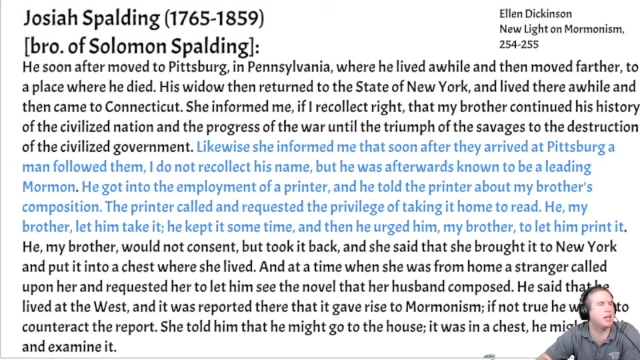 Josiah Spalding (1765-1859)
[bro. of Solomon Spalding]:
Ellen Dickinson
New Light on Mormonism,
254-255
He soon after moved to Pittsburg, in Pennsylvania, where he lived awhile and then moved farther, to
a place where he died. His widow then returned to the State of New York, and lived there awhile and
then came to Connecticut. She informed me, if I recollect right, that my brother continued his history
of the civilized nation and the progress of the war until the triumph of the savages to the destruction
of the civilized government. Likewise she informed me that soon after they arrived at Pittsburg a
man followed them, I do not recollect his name, but he was afterwards known to be a leading
Mormon. He got into the employment of a printer, and he told the printer about my brother's
composition. The printer called and requested the privilege of taking it home to read. He, my
brother, let him take it; he kept it some time, and then he urged him, my brother, to let him print it.
He, my brother, would not consent, but took it back, and she said that she brought it to New York
and put it into a chest where she lived. And at a time when she was from home a stranger called
upon her and requested her to let him see the novel that her husband composed. He said that he
lived at the West, and it was reported there that it gave rise to Mormonism; if not true he to
counteract the report. She told him that he might go to the house; it was in a chest, he
and examine it.